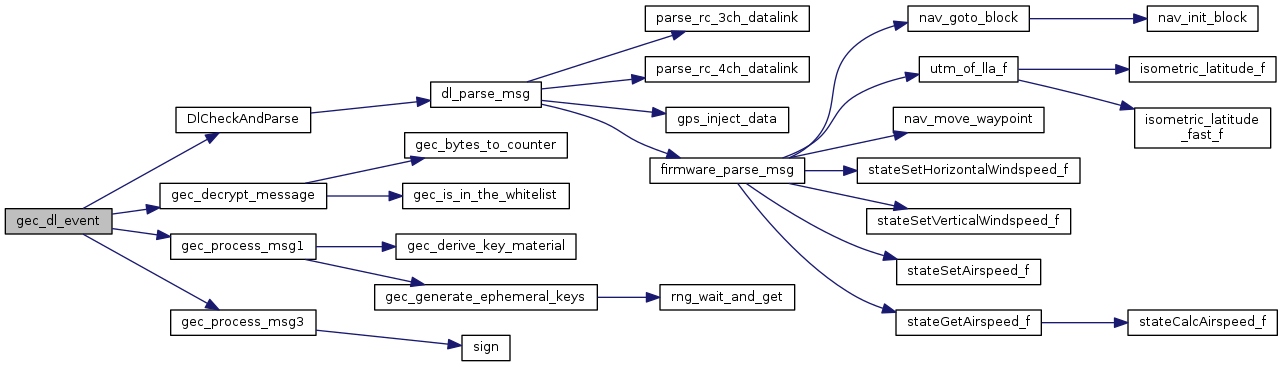 gec_dl_event
DlCheckAndParse
dl_parse_msg
parse_rc_3ch_datalink
parse_rc_4ch_datalink
gps_inject_data
firmware_parse_msg
nav_goto_block
nav_init_block
utm_of_lla_f
isometric_latitude_f
isometric_latitude
_fast_f
nav_move_waypoint
stateSetHorizontalWindspeed_f
stateSetVerticalWindspeed_f
stateSetAirspeed_f
stateGetAirspeed_f
stateCalcAirspeed_f
gec_decrypt_message
gec_bytes_to_counter
gec_is_in_the_whitelist
gec_process_msg1
gec_derive_key_material
gec_generate_ephemeral_keys
rng_wait_and_get
gec_process_msg3
sign